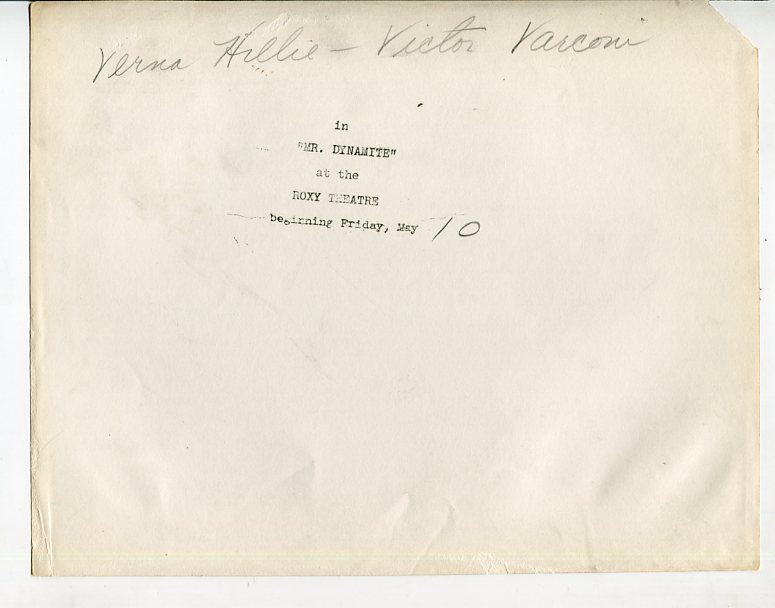 Verna Hillie - Victor Varconi
in
"MR. DYNAMITE"
at the
ROXY THEATRE
beginning Friday, May 10